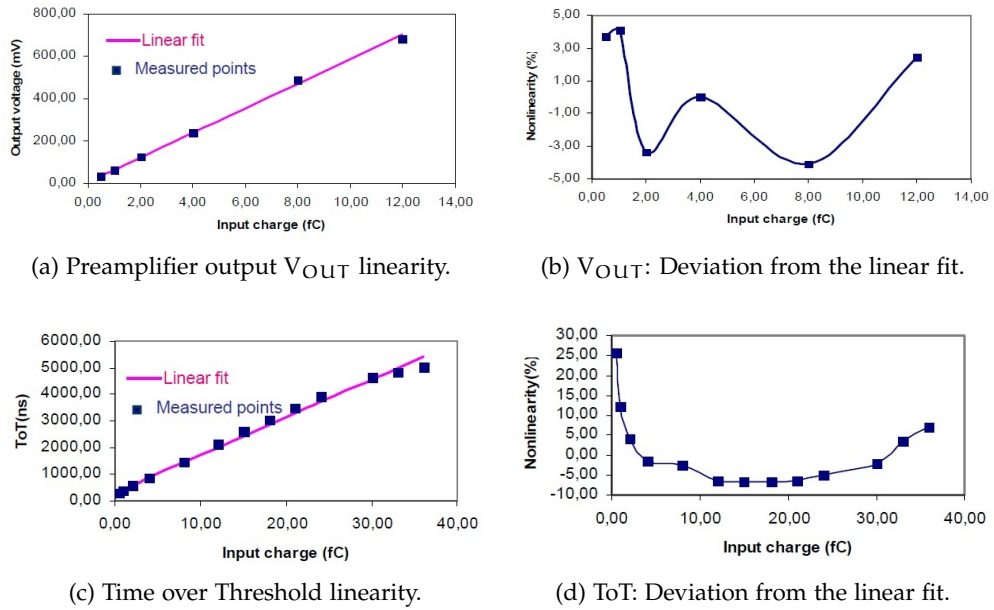 800,00
600,00
400,00
200,00
0,00
Output voltage (mV)
Linear fit
Measured points
0,00 2,00 4,00 6,00 8,00 10,00 12,00 14,00
Input charge (fC)
(a) Preamplifier output VOUT linearity.
5,00
3,00
1,00
-1,00
-3,00
-5,00
Nonlinearity (%)
0,00 2,00 4,00 6,00 8,00 10,00 12,00 14,00
Input charge (fC)
(b) VOUT: Deviation from the linear fit.
6000,00
5000,00
4000,00
3000,00
2000,00
1000,00
0,00
ToT(ns)
Linear fit
Measured points
0,00 10,00 20,00 30,00 40,00
Input charge (fC)
(c) Time over Threshold linearity.
30,00
25,00
20,00
15,00
10,00
5,00
0,00
-5,00
-10,00
Nonlinearity(%)
0,00 10,00 20,00 30,00 40,00
Input charge (fC)
(d) ToT: Deviation from the linear fit.